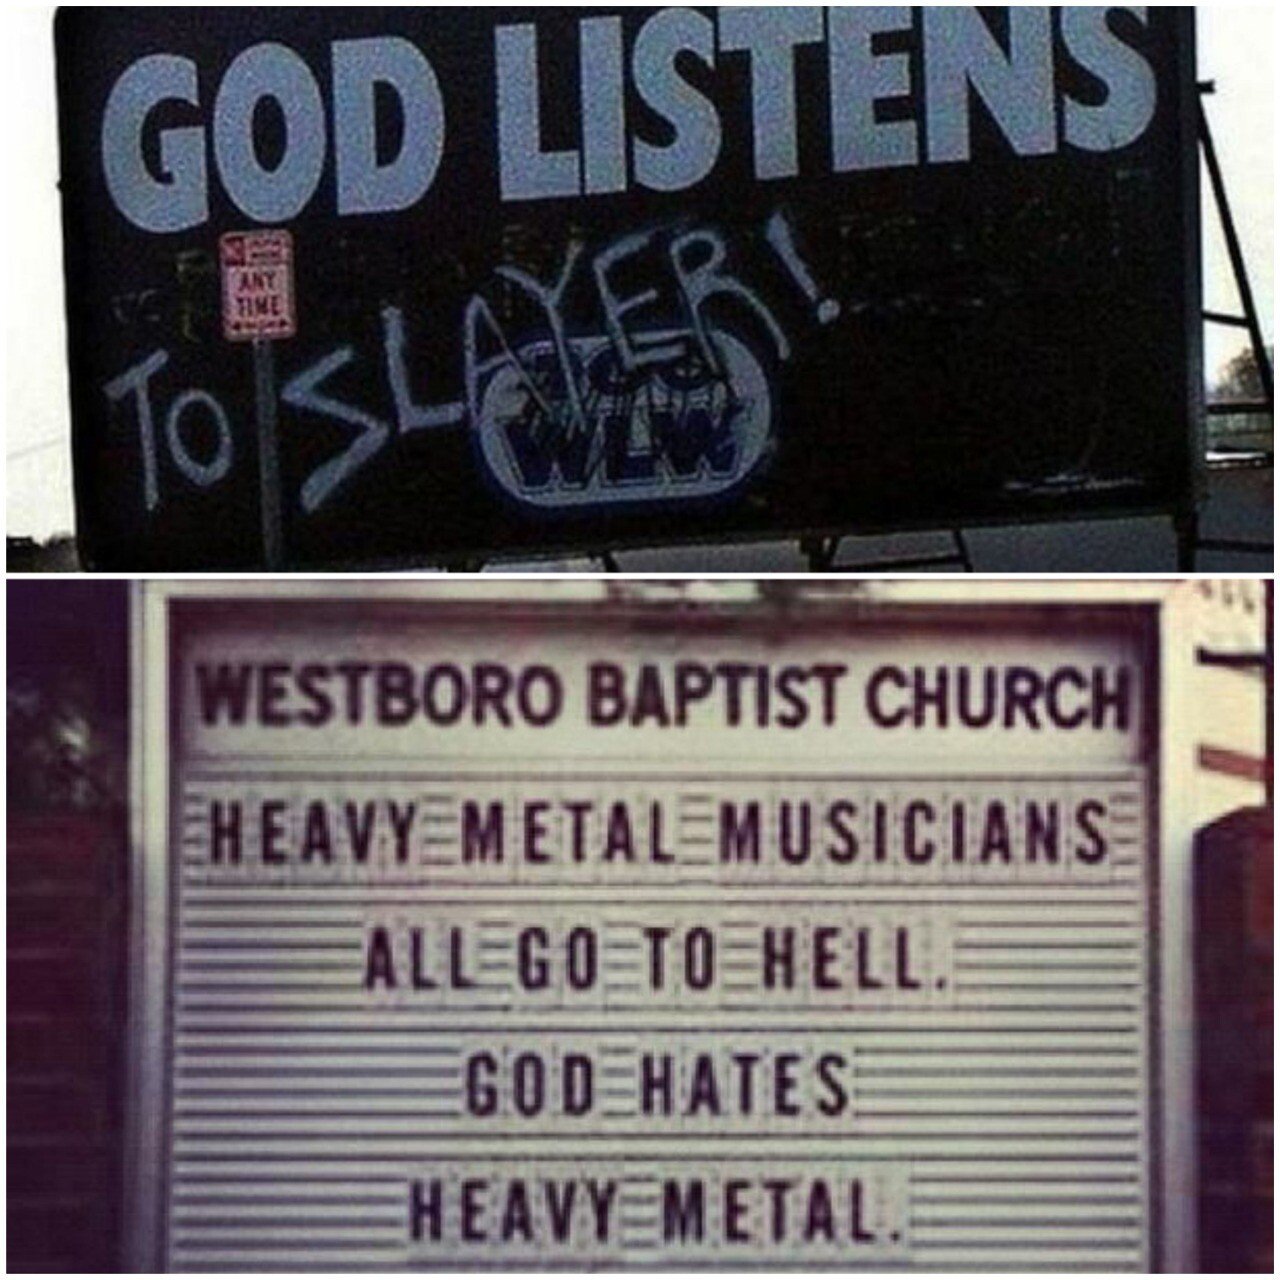 GOD LISTENS
ANY
TIME
TO SLAYER!
WLW
WESTBORO BAPTIST CHURCH
HEAVY METAL MUSICIANS
ALL GO TO HELL.
GOD HATES
HEAVY METAL.